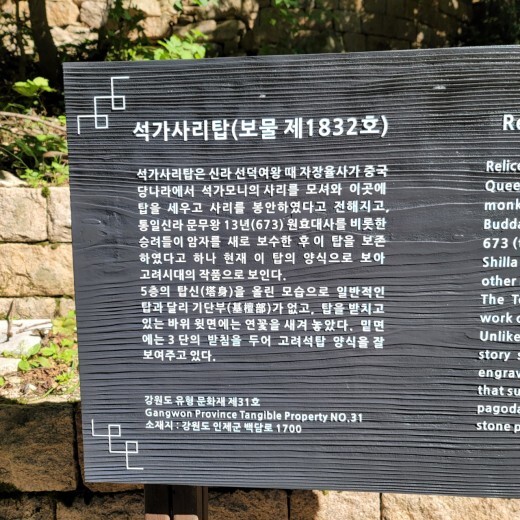 석가사리탑(보물 제1832호)
석가사리탑은 신라 선덕여왕 때 자장율사가 중국
당나라에서 석가모니의 사리를 모셔와 이곳에
탑을 세우고 사리를 봉안하였다고 전해지고,
통일신라 문무왕 13년(673) 원효대사를 비롯한
승려들이 암자를 새로 보수한 후 이 탑을 보존
하였다고 하나 현재 이 탑의 양식으로 보아
고려시대의 작품으로 보인다.
5층의 탑신(塔身)을 올린 모습으로 일반적인
탑과 달리 기단부(基檀部)가 없고, 탑을 받치고
있는 바위 윗면에는 연꽃을 새겨 놓았다. 밑면
에는 3 단의 받침을 두어 고려석탑 양식을 잘
보여주고 있다.
강원도 유형 문화재 제31호
Gangwon Province Tangible Property NO.31
소재지 : 강원도 인제군 백담로 1700
Re
Relice
Quee
monk
Budda
673 (
Shilla
other
The T
work o
Unlike
story s
engrav
that su
pagoda
stone p